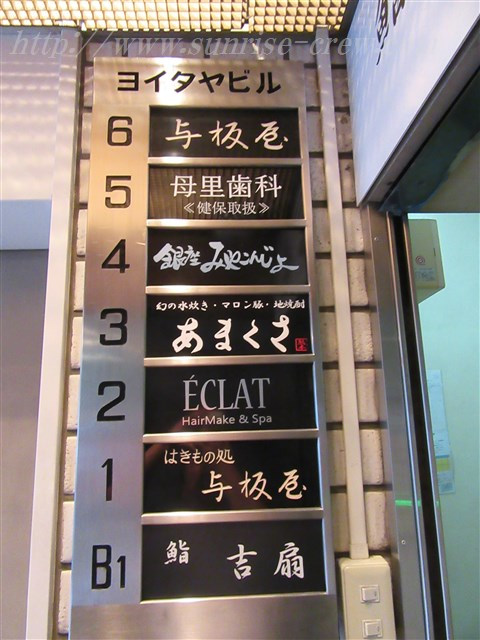 http://www.sunrise-crew
ヨイタヤビル
6 与板屋
5 母里歯科
≪健保取扱≫
4 銀座 みやこんじょ
幻の水炊き・マロン豚・地焼酎
3 あまくさ
2 ÉCLAT
HairMake & Spa
はきもの処
1 与板屋
B1 鮨 吉扇